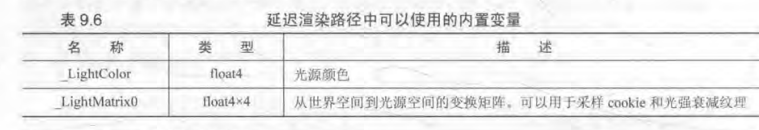 表 9.6 延迟渲染路径中可以使用的内置变量
名 称 类 型 描 述
_LightColor float4 光源颜色
_LightMatrix0 float4×4 从世界空间到光源空间的变换矩阵。可以用于采样 cookie 和光强衰减纹理